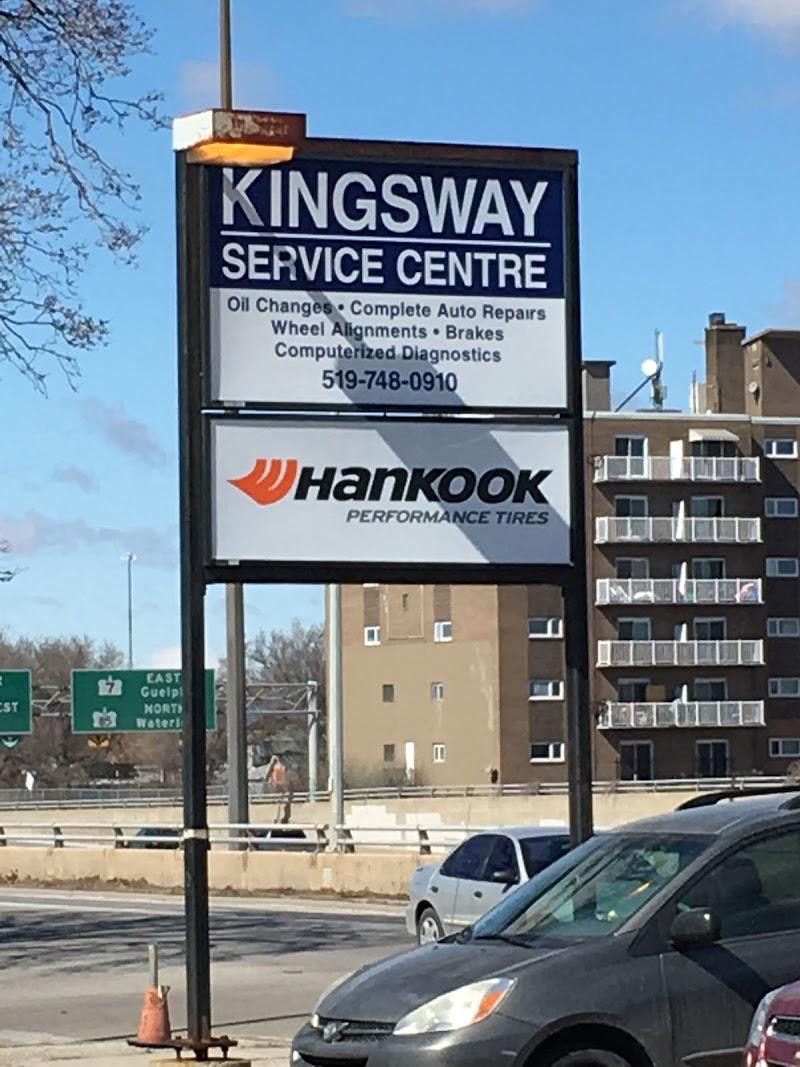 KINGSWAY
SERVICE CENTRE
Oil Changes • Complete Auto Repairs
Wheel Alignments • Brakes
Computerized Diagnostics
519-748-0910
Hankook
PERFORMANCE TIRES
7
EAST
NORTH